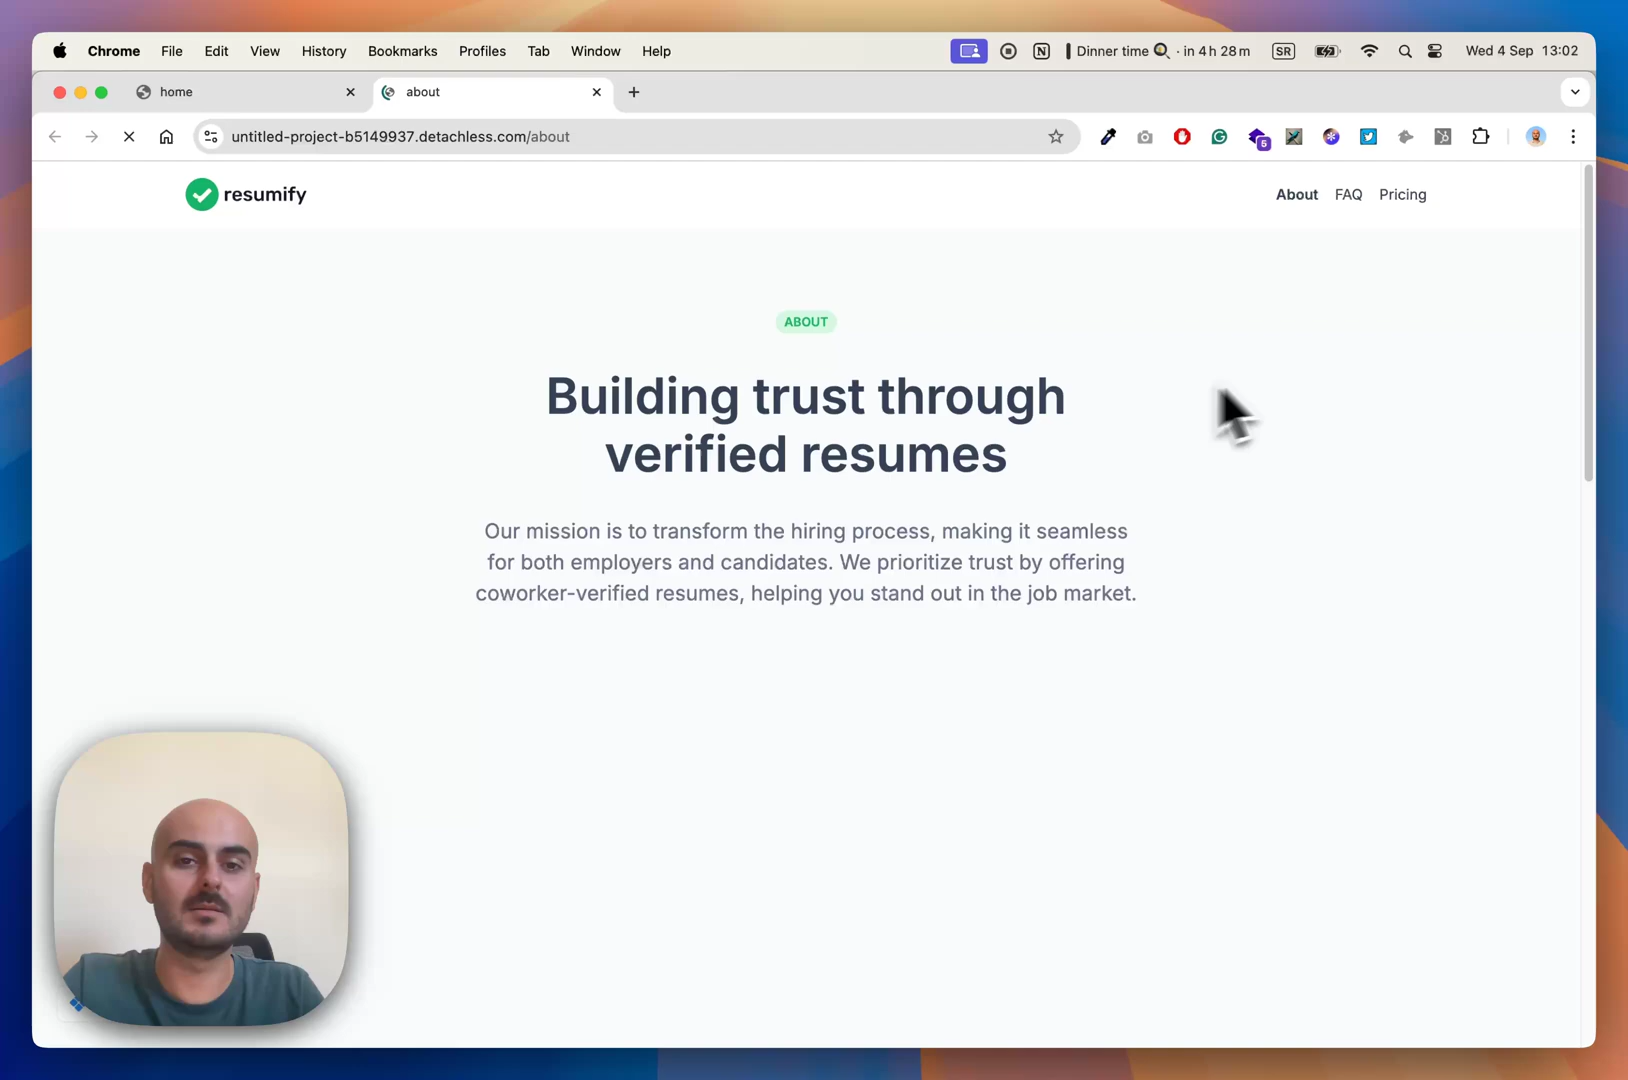 Chrome File Edit View History Bookmarks Profiles Tab Window Help Dinner time · in 4 h 28 m SR Wed 4 Sep 13:02
home about
untitled-project-b5149937.detachless.com/about 5
resumify About FAQ Pricing
ABOUT
Building trust through
verified resumes
Our mission is to transform the hiring process, making it seamless
for both employers and candidates. We prioritize trust by offering
coworker-verified resumes, helping you stand out in the job market.